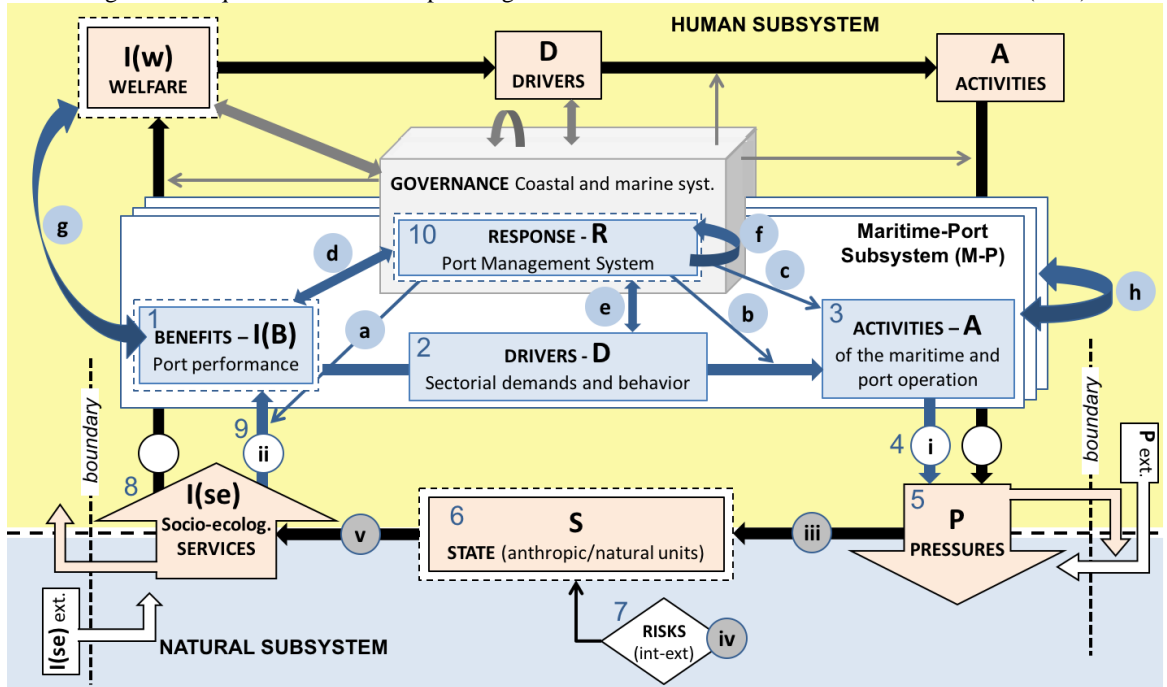 HUMAN SUBSYSTEM
I(w)
WELFARE
D
DRIVERS
A
ACTIVITIES
GOVERNANCE Coastal and marine syst.
g
10
RESPONSE - R
Port Management System
f
Maritime-Port
Subsystem (M-P)
d
c
h
e
b
a
1
BENEFITS – I(B)
Port performance
2
DRIVERS - D
Sectorial demands and behavior
3
ACTIVITIES – A
of the maritime and
port operation
boundary
9
ii
4
i
boundary
P ext.
8
I(se)
Socio-ecolog.
SERVICES
v
6
S
STATE (anthropic/natural units)
iii
5
P
PRESSURES
I(se) ext.
NATURAL SUBSYSTEM
7
RISKS
(int-ext)
iv